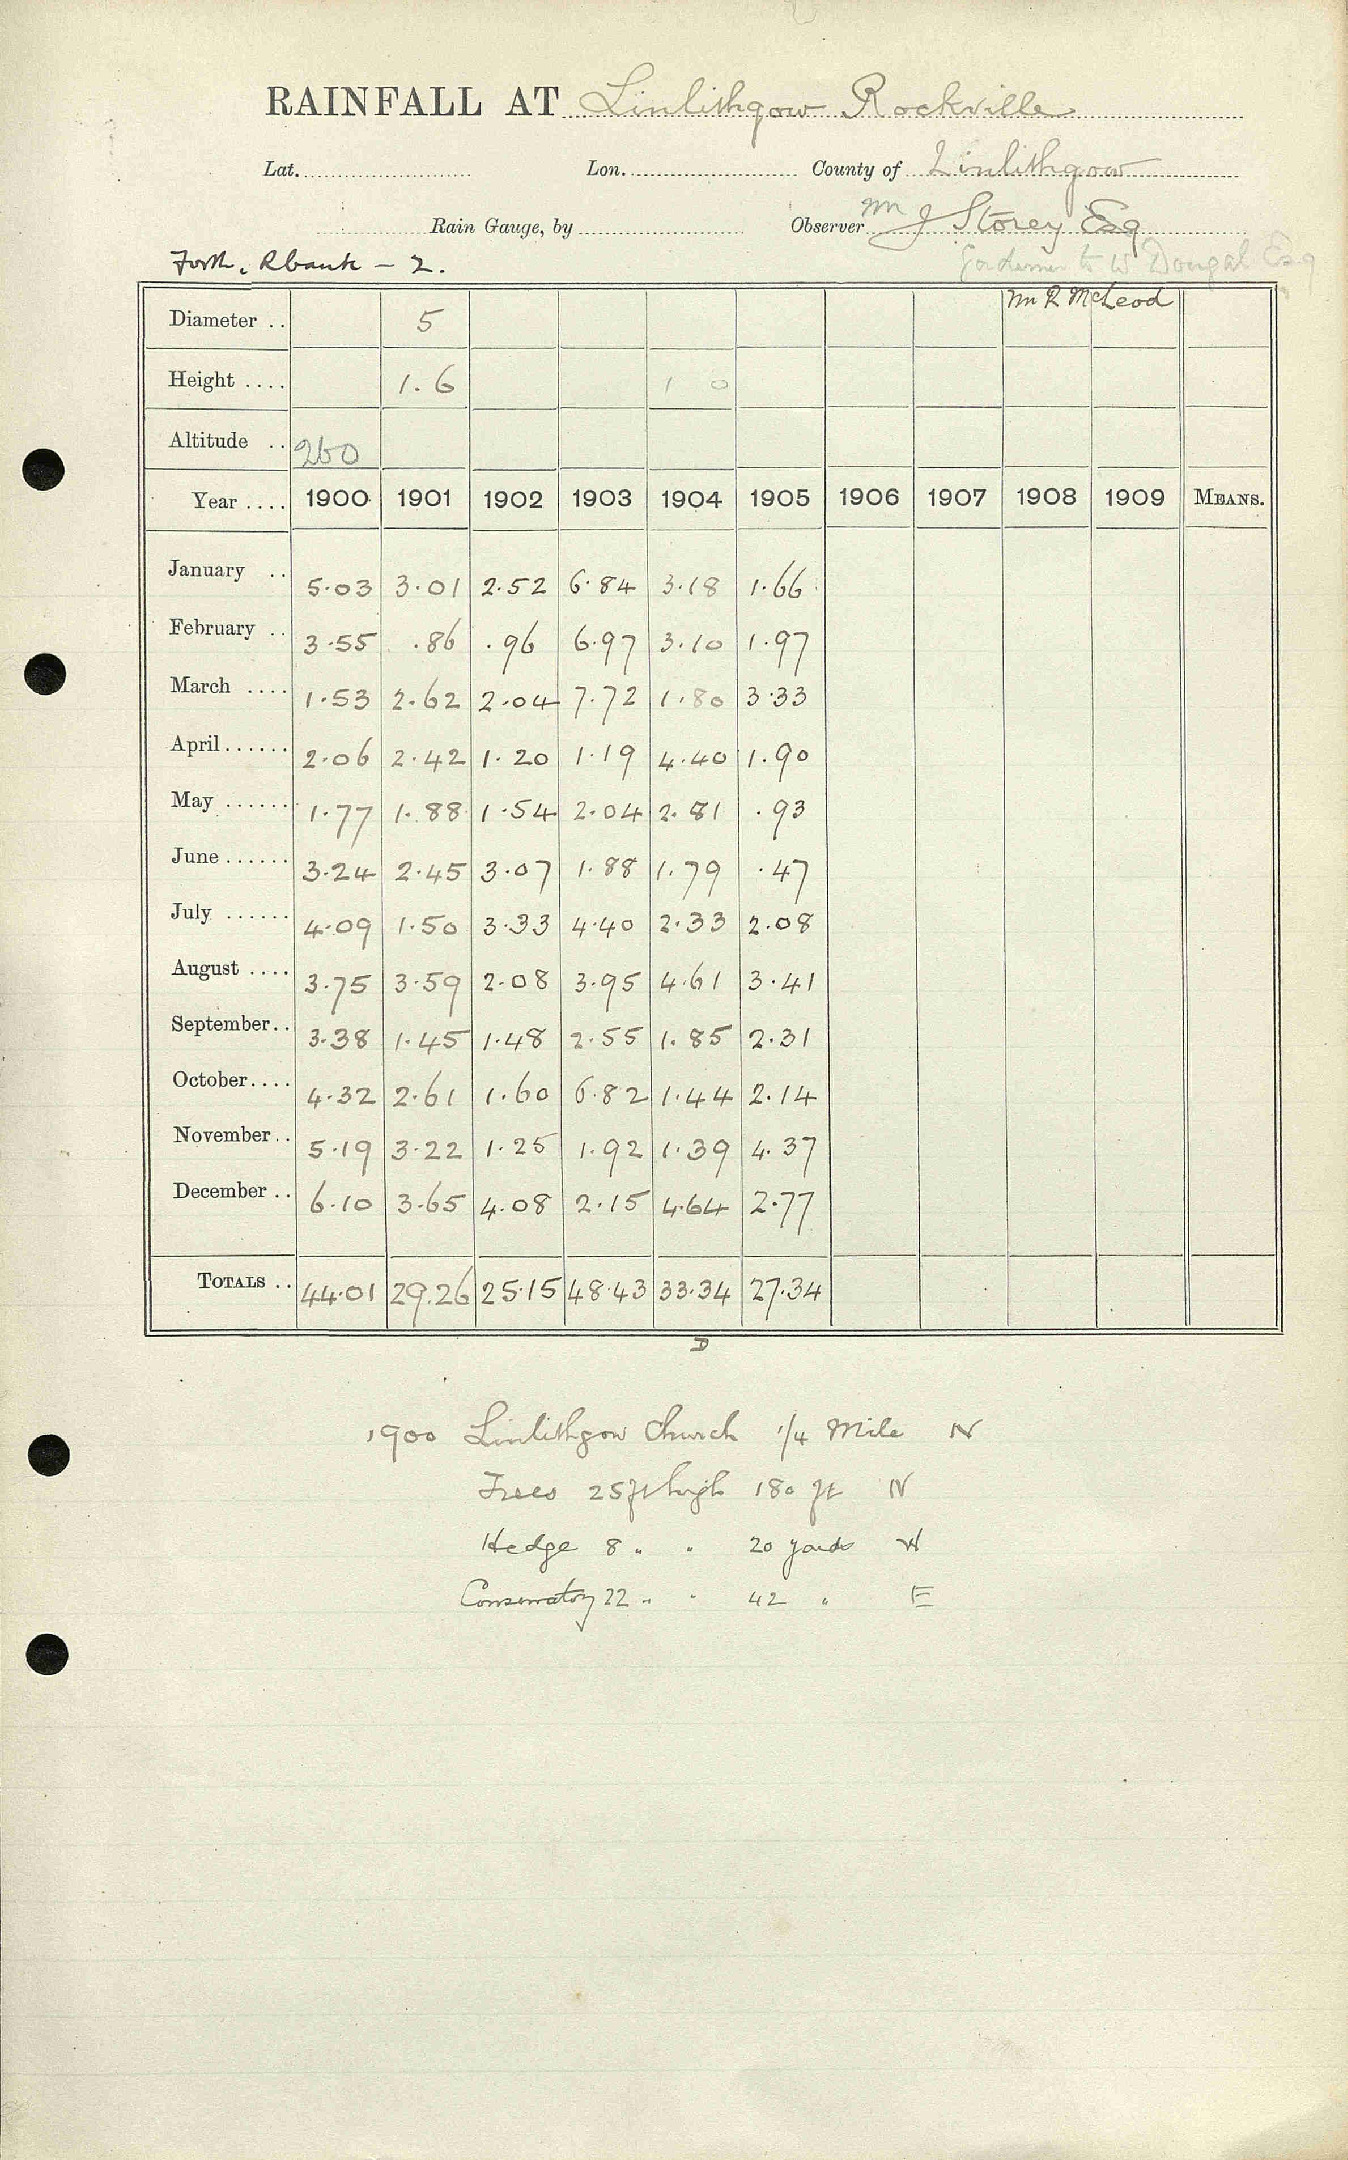 RAINFALL AT Linlithgow Rockville
Lat. Lon. County of Linlithgow
Rain Gauge, by Observer Mr J Storey Esq
Forth. Rbank - 2. Gardener to W Dougal Esq
Mr R McLeod
Diameter .. 5
Height .... 1.6 1 0
Altitude .. 260
Year .... 1900 1901 1902 1903 1904 1905 1906 1907 1908 1909 MEANS.
January .. 5.03 3.01 2.52 6.84 3.18 1.66
February .. 3.55 .86 .96 6.97 3.10 1.97
March .... 1.53 2.62 2.04 7.72 1.80 3.33
April...... 2.06 2.42 1.20 1.19 4.40 1.90
May ...... 1.77 1.88 1.54 2.04 2.81 .93
June ...... 3.24 2.45 3.07 1.88 1.79 .47
July ...... 4.09 1.50 3.33 4.40 2.33 2.08
August .... 3.75 3.59 2.08 3.95 4.61 3.41
September.. 3.38 1.45 1.48 2.55 1.85 2.31
October.... 4.32 2.61 1.60 6.82 1.44 2.14
November.. 5.19 3.22 1.25 1.92 1.39 4.37
December .. 6.10 3.65 4.08 2.15 4.64 2.77
TOTALS .. 44.01 29.26 25.15 48.43 33.34 27.34
D
1900 Linlithgow Church 1/4 Mile N
Trees 25 ft high 180 ft N
Hedge 8 " " 20 yards W
Conservatory 22 " " 42 " E